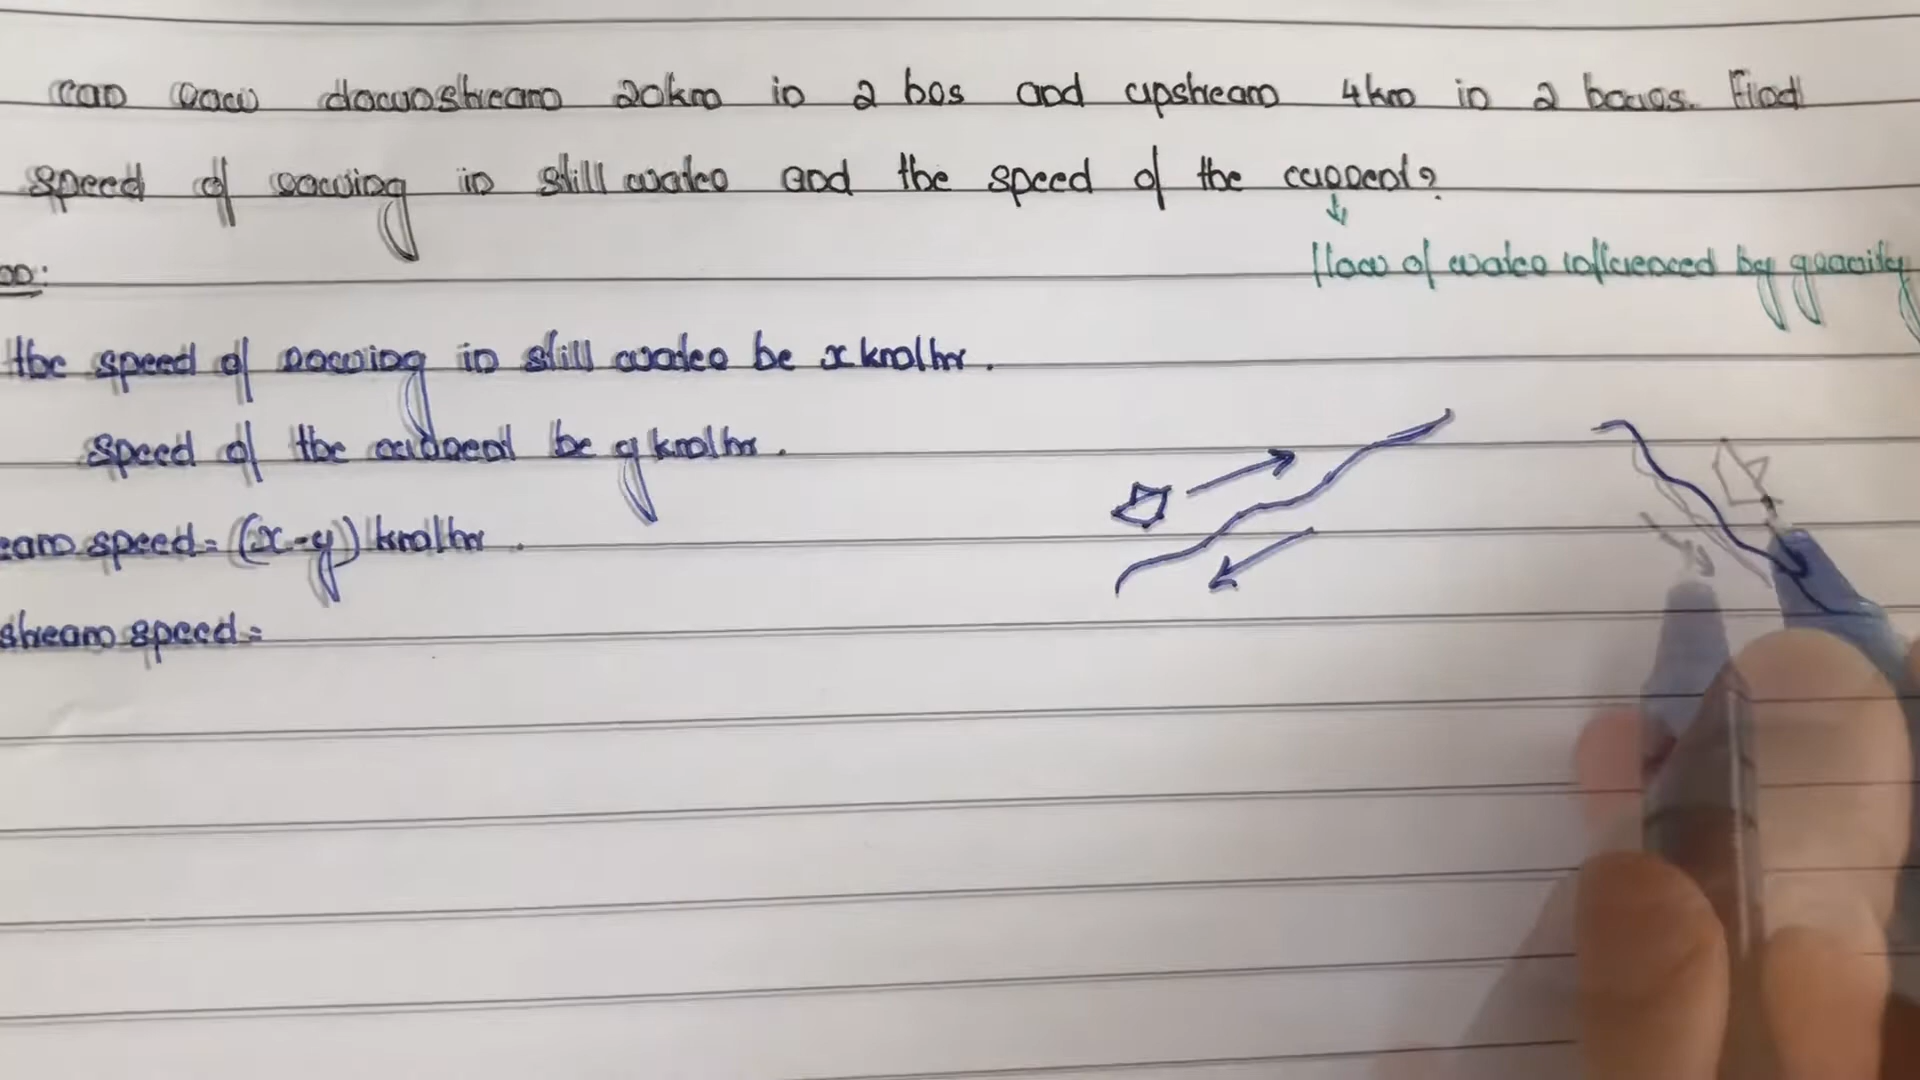 can row downstream 20km in 2 hrs and upstream 4km in 2 hours. Find
speed of rowing in still water and the speed of the current?
flow of water influenced by gravity
the speed of rowing in still water be x km/hr.
speed of the current be y km/hr.
eam speed = (x-y) km/hr.
stream speed =